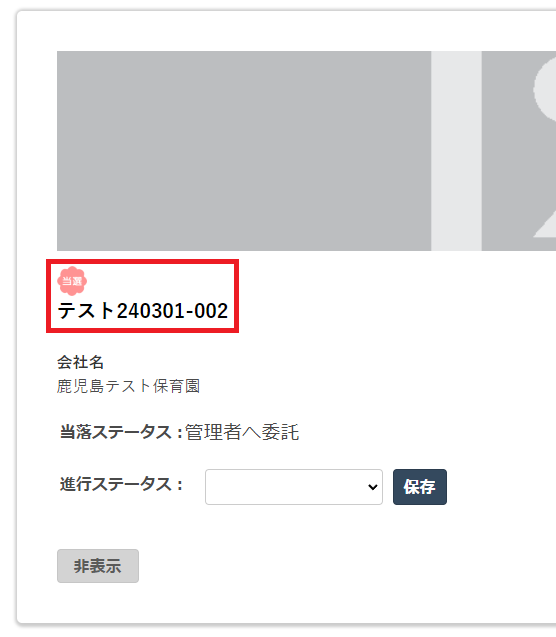 当選
テスト240301-002
会社名
鹿児島テスト保育園
当落ステータス：管理者へ委託
進行ステータス：
保存
非表示